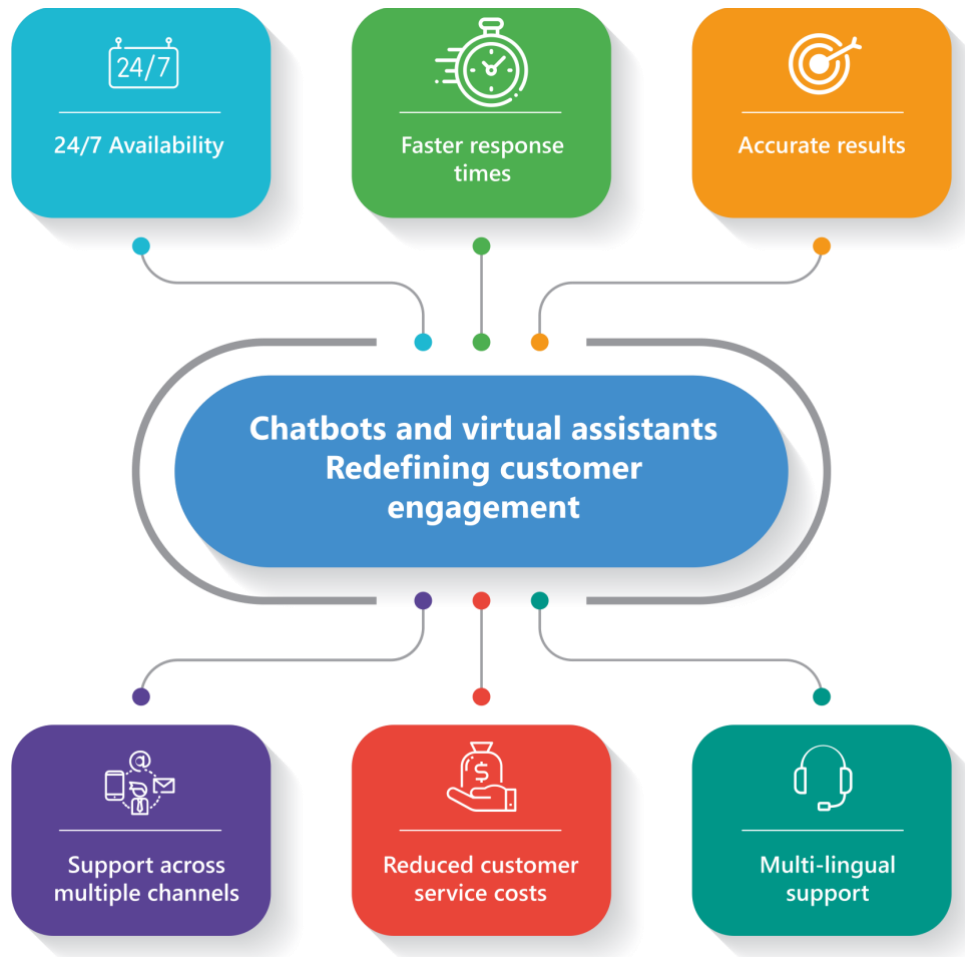 24/7
24/7 Availability
Faster response
times
Accurate results
Chatbots and virtual assistants
Redefining customer
engagement
Support across
multiple channels
Reduced customer
service costs
Multi-lingual
support